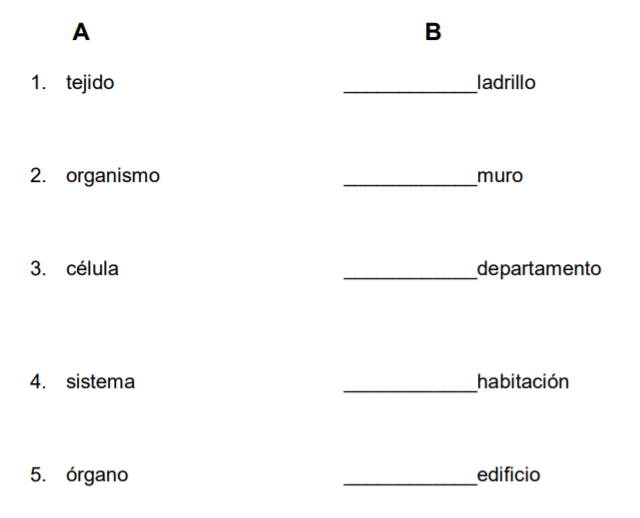 A B
1. tejido ____________ladrillo
2. organismo ____________muro
3. célula ____________departamento
4. sistema ____________habitación
5. órgano ____________edificio